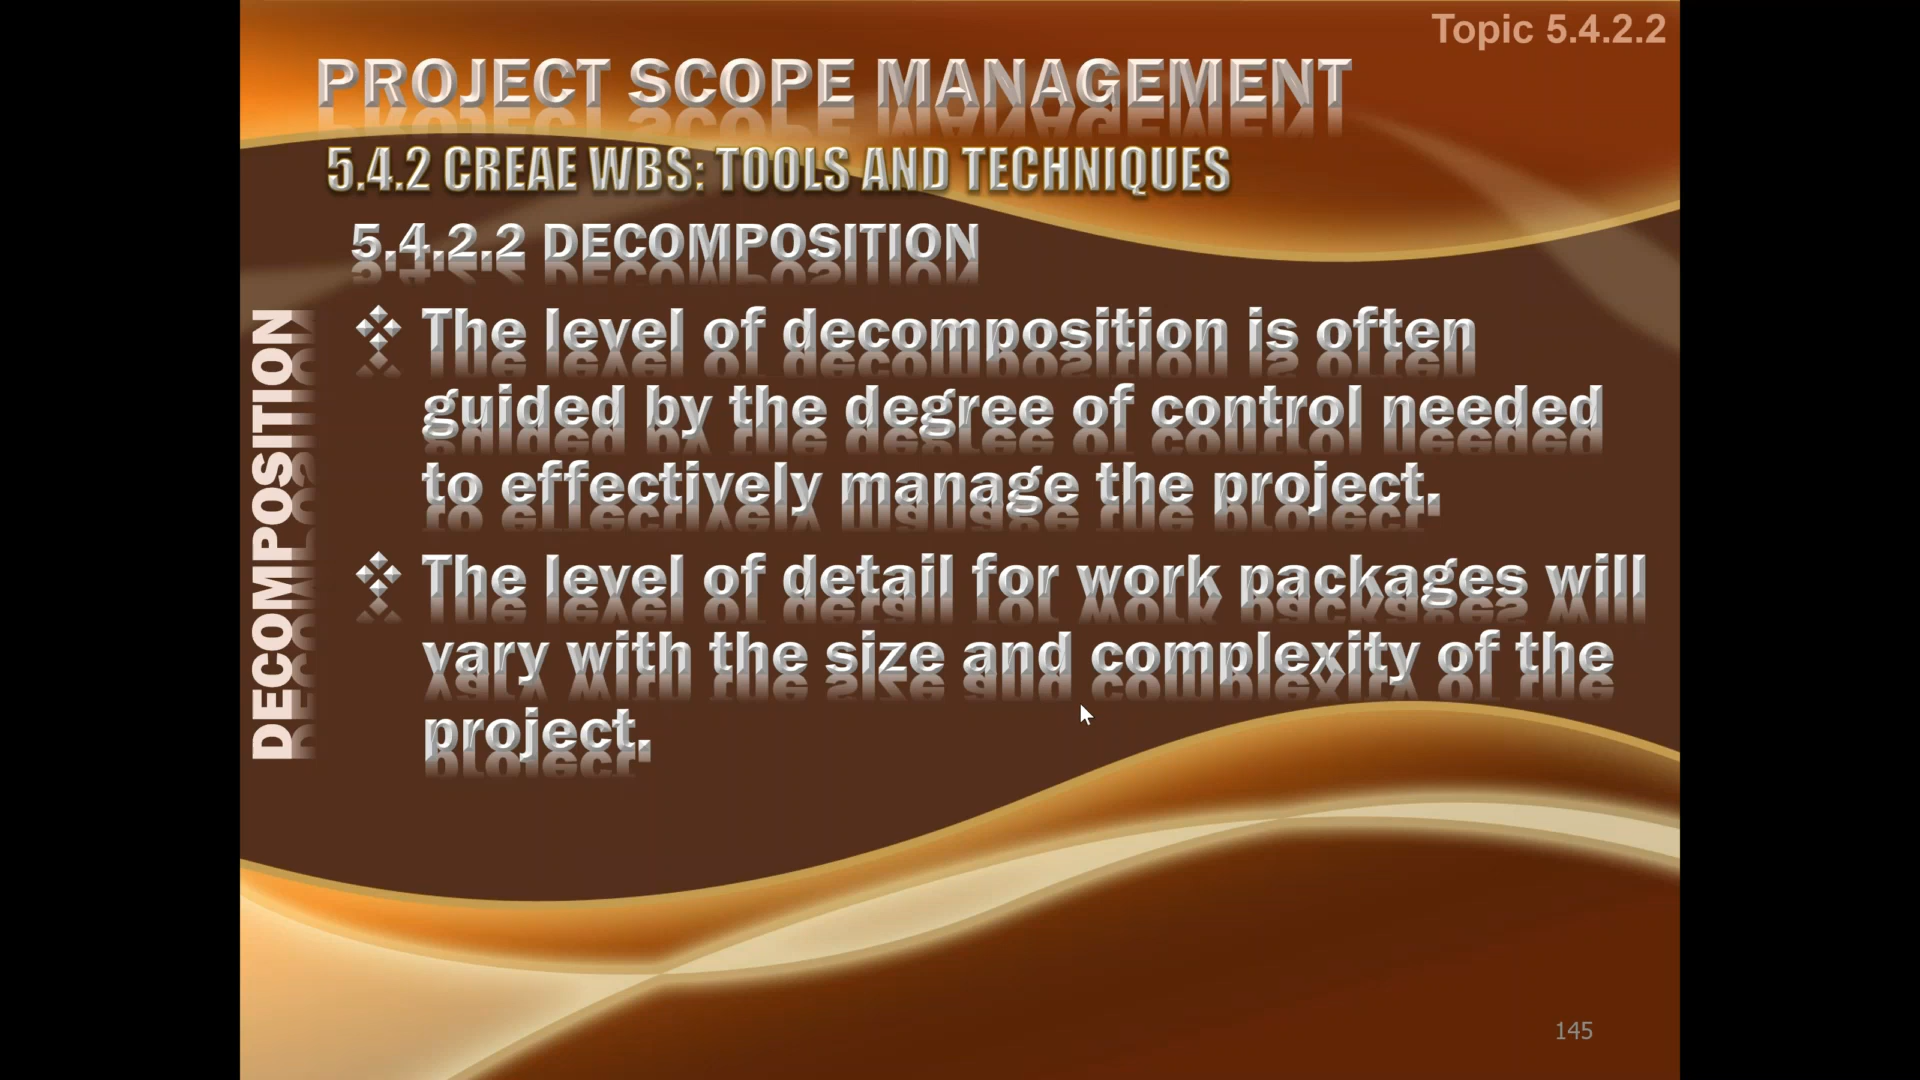 Topic 5.4.2.2
PROJECT SCOPE MANAGEMENT
5.4.2 CREAE WBS: TOOLS AND TECHNIQUES
5.4.2.2 DECOMPOSITION
DECOMPOSITION
❖ The level of decomposition is often
guided by the degree of control needed
to effectively manage the project.
❖ The level of detail for work packages will
vary with the size and complexity of the
project.
145